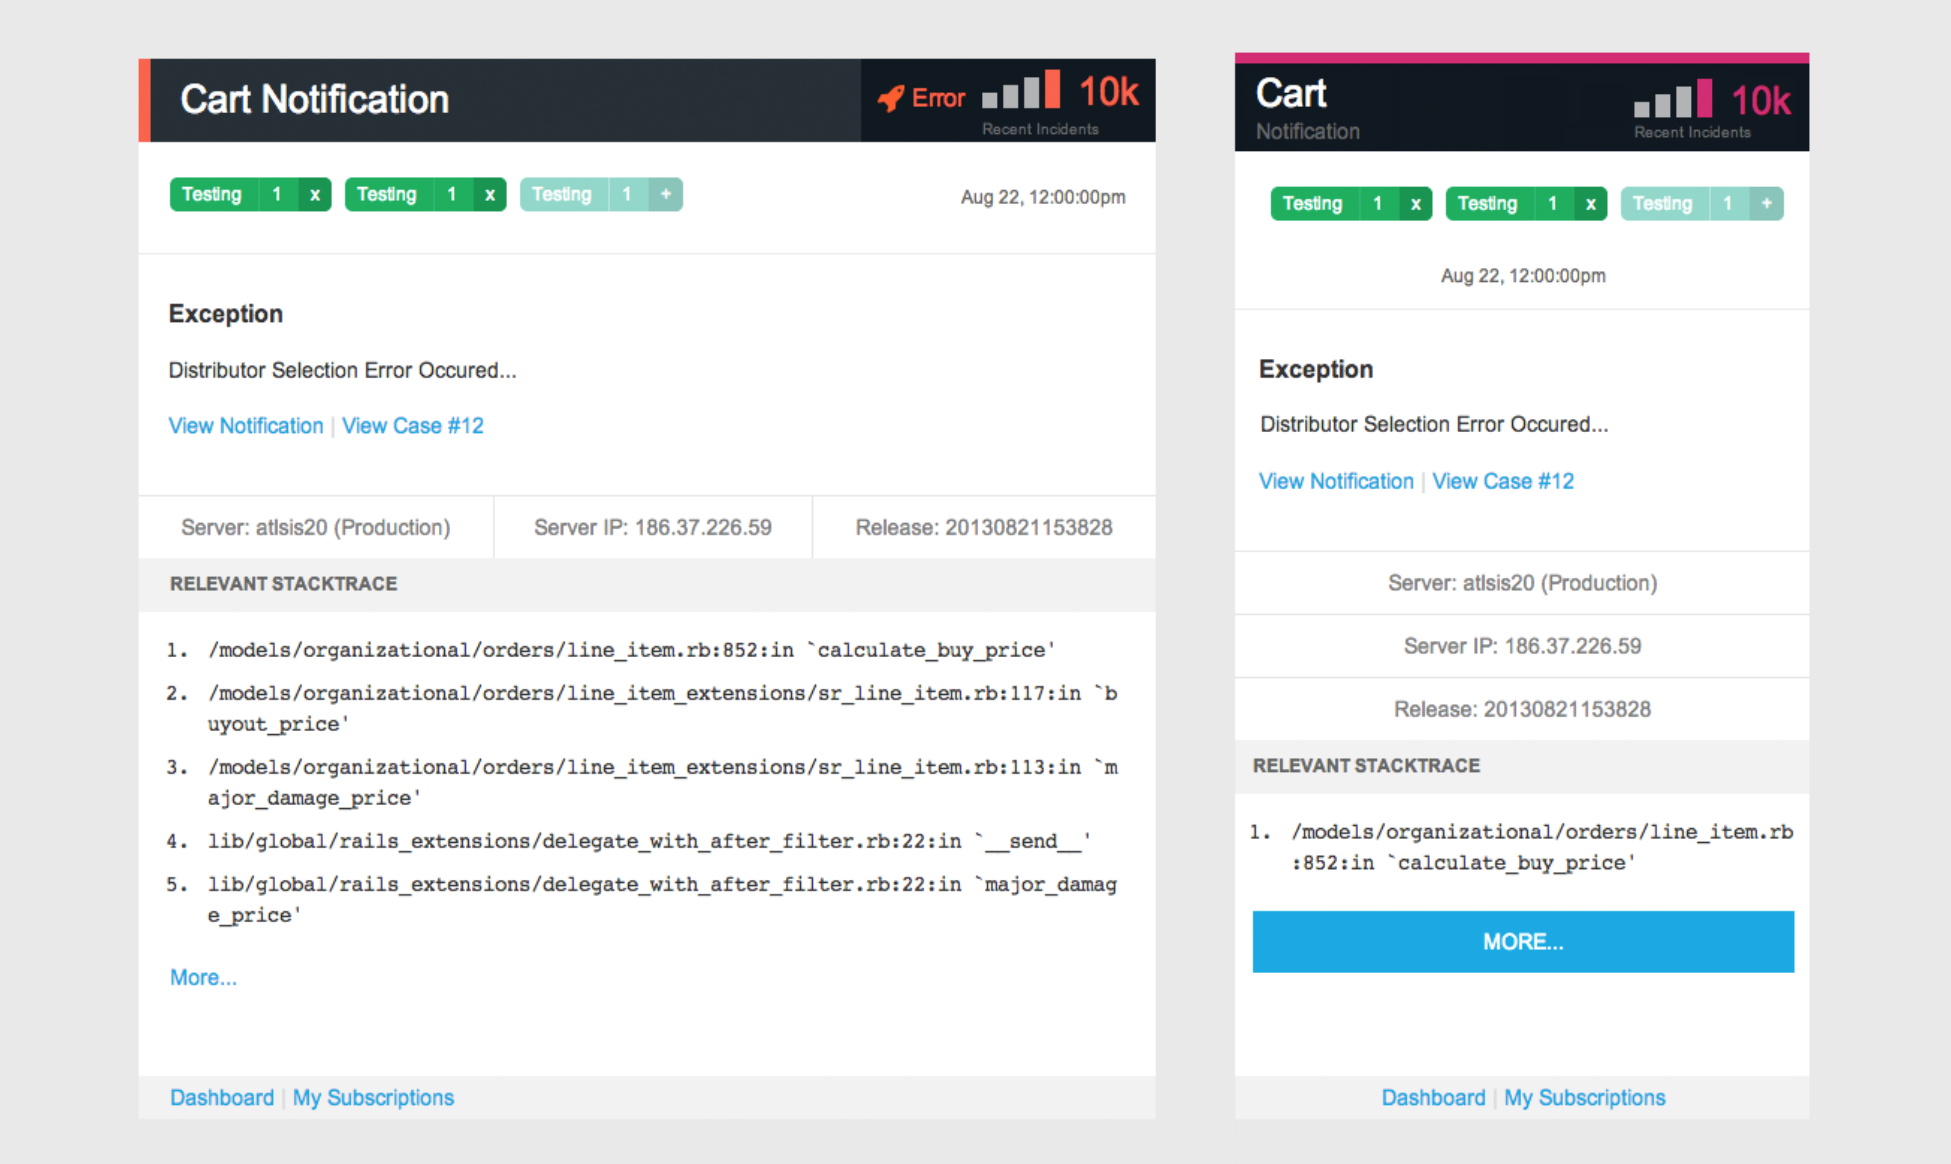 Cart Notification
Error
10k
Recent Incidents
Testing 1 x Testing 1 x Testing 1 +
Aug 22, 12:00:00pm
Exception
Distributor Selection Error Occured...
View Notification | View Case #12
Server: atlsis20 (Production)
Server IP: 186.37.226.59
Release: 20130821153828
RELEVANT STACKTRACE
1. /models/organizational/orders/line_item.rb:852:in `calculate_buy_price'
2. /models/organizational/orders/line_item_extensions/sr_line_item.rb:117:in `b
uyout_price'
3. /models/organizational/orders/line_item_extensions/sr_line_item.rb:113:in `m
ajor_damage_price'
4. lib/global/rails_extensions/delegate_with_after_filter.rb:22:in `__send__'
5. lib/global/rails_extensions/delegate_with_after_filter.rb:22:in `major_damag
e_price'
More...
Dashboard | My Subscriptions
Cart
Notification
10k
Recent Incidents
Testing 1 x Testing 1 x Testing 1 +
Aug 22, 12:00:00pm
Exception
Distributor Selection Error Occured...
View Notification | View Case #12
Server: atlsis20 (Production)
Server IP: 186.37.226.59
Release: 20130821153828
RELEVANT STACKTRACE
1. /models/organizational/orders/line_item.rb
:852:in `calculate_buy_price'
MORE...
Dashboard | My Subscriptions